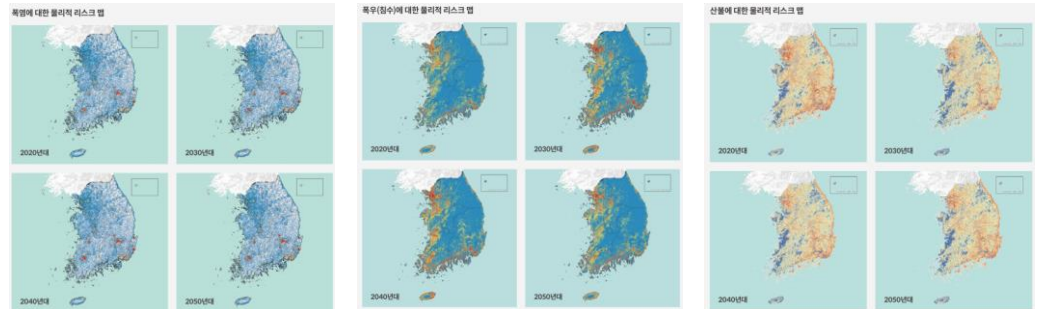 폭염에 대한 물리적 리스크 맵
2020년대
2030년대
2040년대
2050년대
폭우(침수)에 대한 물리적 리스크 맵
2020년대
2030년대
2040년대
2050년대
산불에 대한 물리적 리스크 맵
2020년대
2030년대
2040년대
2050년대